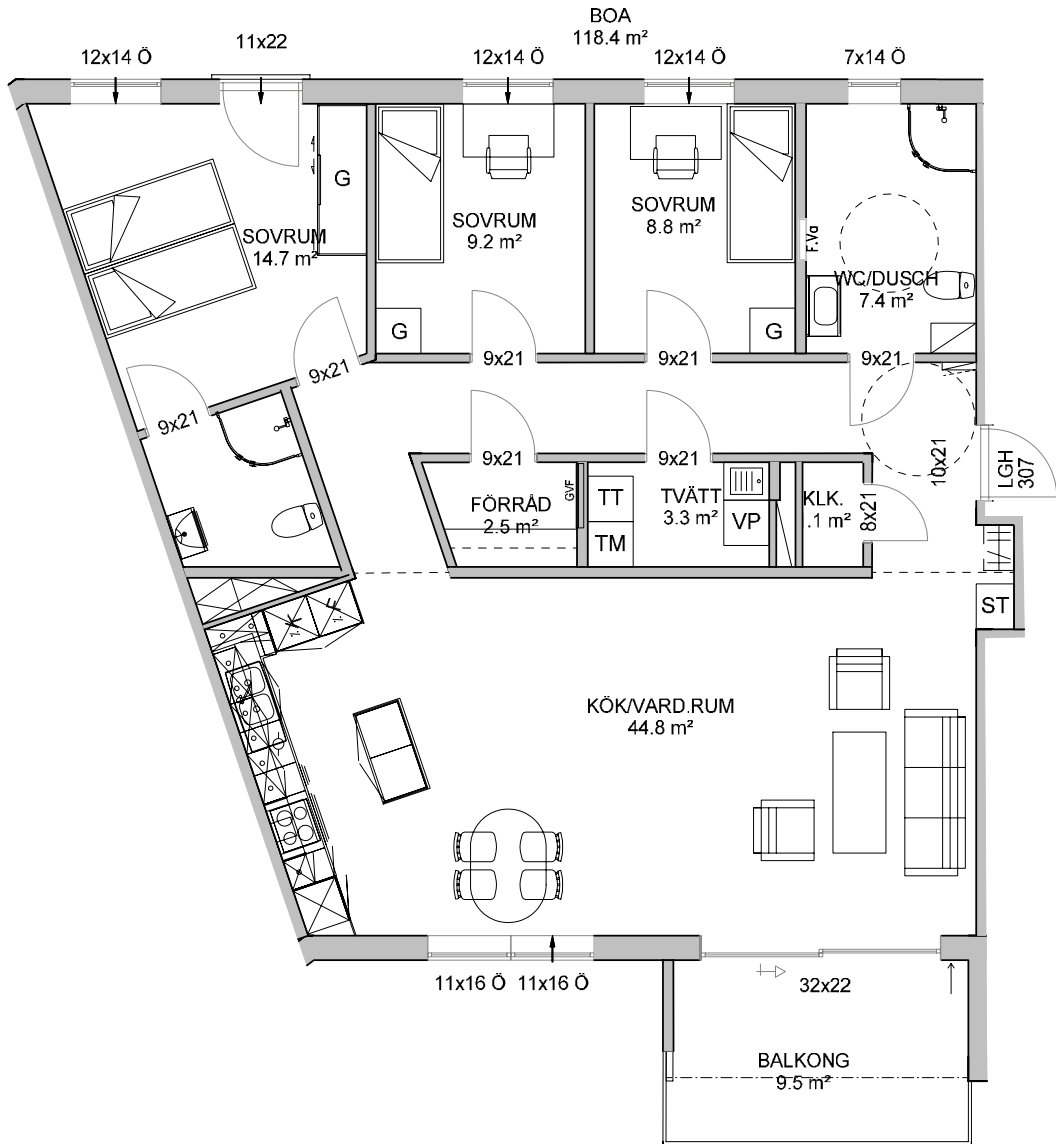 BOA
118.4 m²
12x14 Ö
11x22
12x14 Ö
12x14 Ö
7x14 Ö
G
SOVRUM
14.7 m²
SOVRUM
9.2 m²
SOVRUM
8.8 m²
F.Va
WC/DUSCH
7.4 m²
G
G
9x21
9x21
9x21
9x21
9x21
10x21
LGH
307
9x21
9x21
FÖRRÅD
2.5 m²
GVF
TT
TM
TVÄTT
3.3 m²
VP
KLK.
.1 m²
8x21
ST
K
F
KÖK/VARD.RUM
44.8 m²
11x16 Ö
11x16 Ö
32x22
BALKONG
9.5 m²